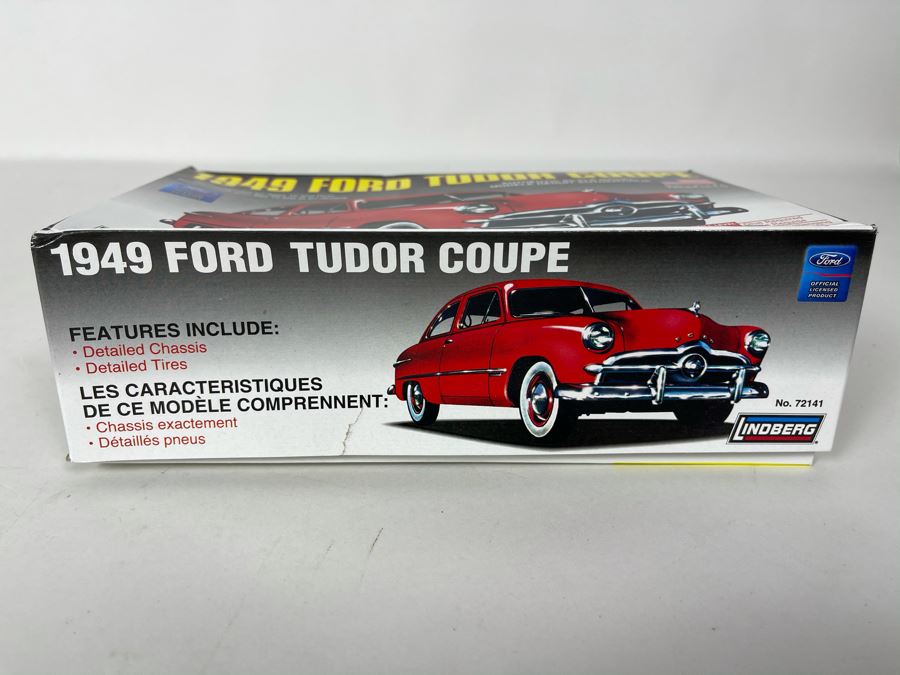 1949 FORD TUDOR COUPE
1949 FORD TUDOR COUPE
Ford
OFFICIAL
LICENSED
PRODUCT
FEATURES INCLUDE:
• Detailed Chassis
• Detailed Tires
LES CARACTERISTIQUES
DE CE MODÈLE COMPRENNENT:
• Chassis exactement
• Détaillés pneus
No. 72141
LINDBERG